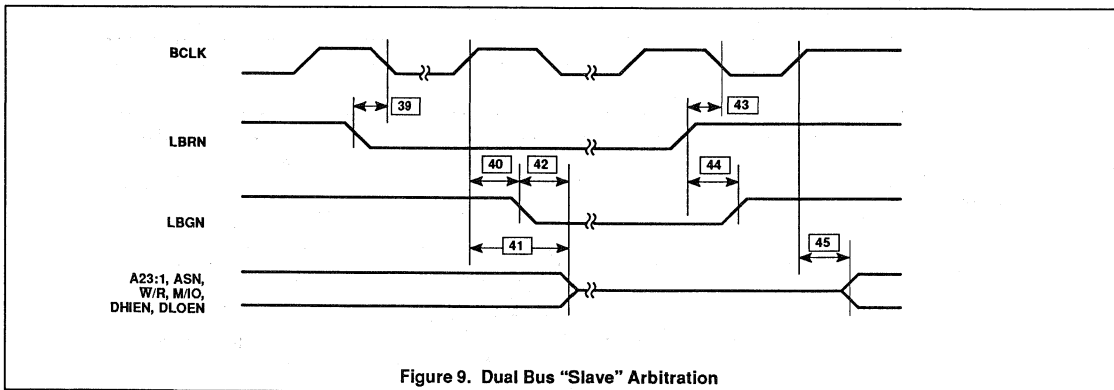 BCLK
39
43
LBRN
40
42
44
LBGN
41
45
A23:1, ASN,
W̅/R, M/IO,
DHIEN, DLOEN
Figure 9. Dual Bus “Slave” Arbitration